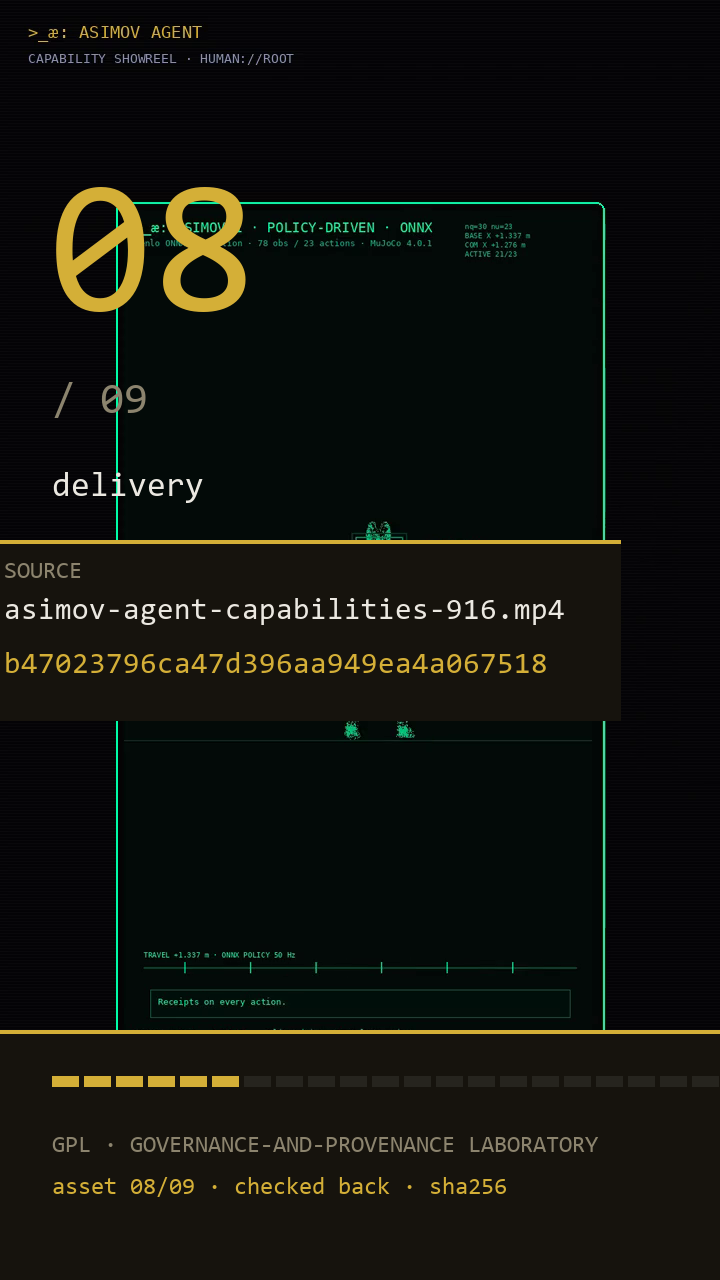 >_æ: ASIMOV AGENT
CAPABILITY SHOWREEL · HUMAN://ROOT
08
· POLICY-DRIVEN · ONNX
78 obs / 23 actions · MuJoCo 4.0.1
nq=30 nu=23
BASE X +1.337 m
COM X +1.276 m
ACTIVE 21/23
/ 09
delivery
SOURCE
asimov-agent-capabilities-916.mp4
b47023796ca47d396aa949ea4a067518
TRAVEL +1.337 m · ONNX POLICY 50 Hz
Receipts on every action.
GPL · GOVERNANCE-AND-PROVENANCE LABORATORY
asset 08/09 · checked back · sha256